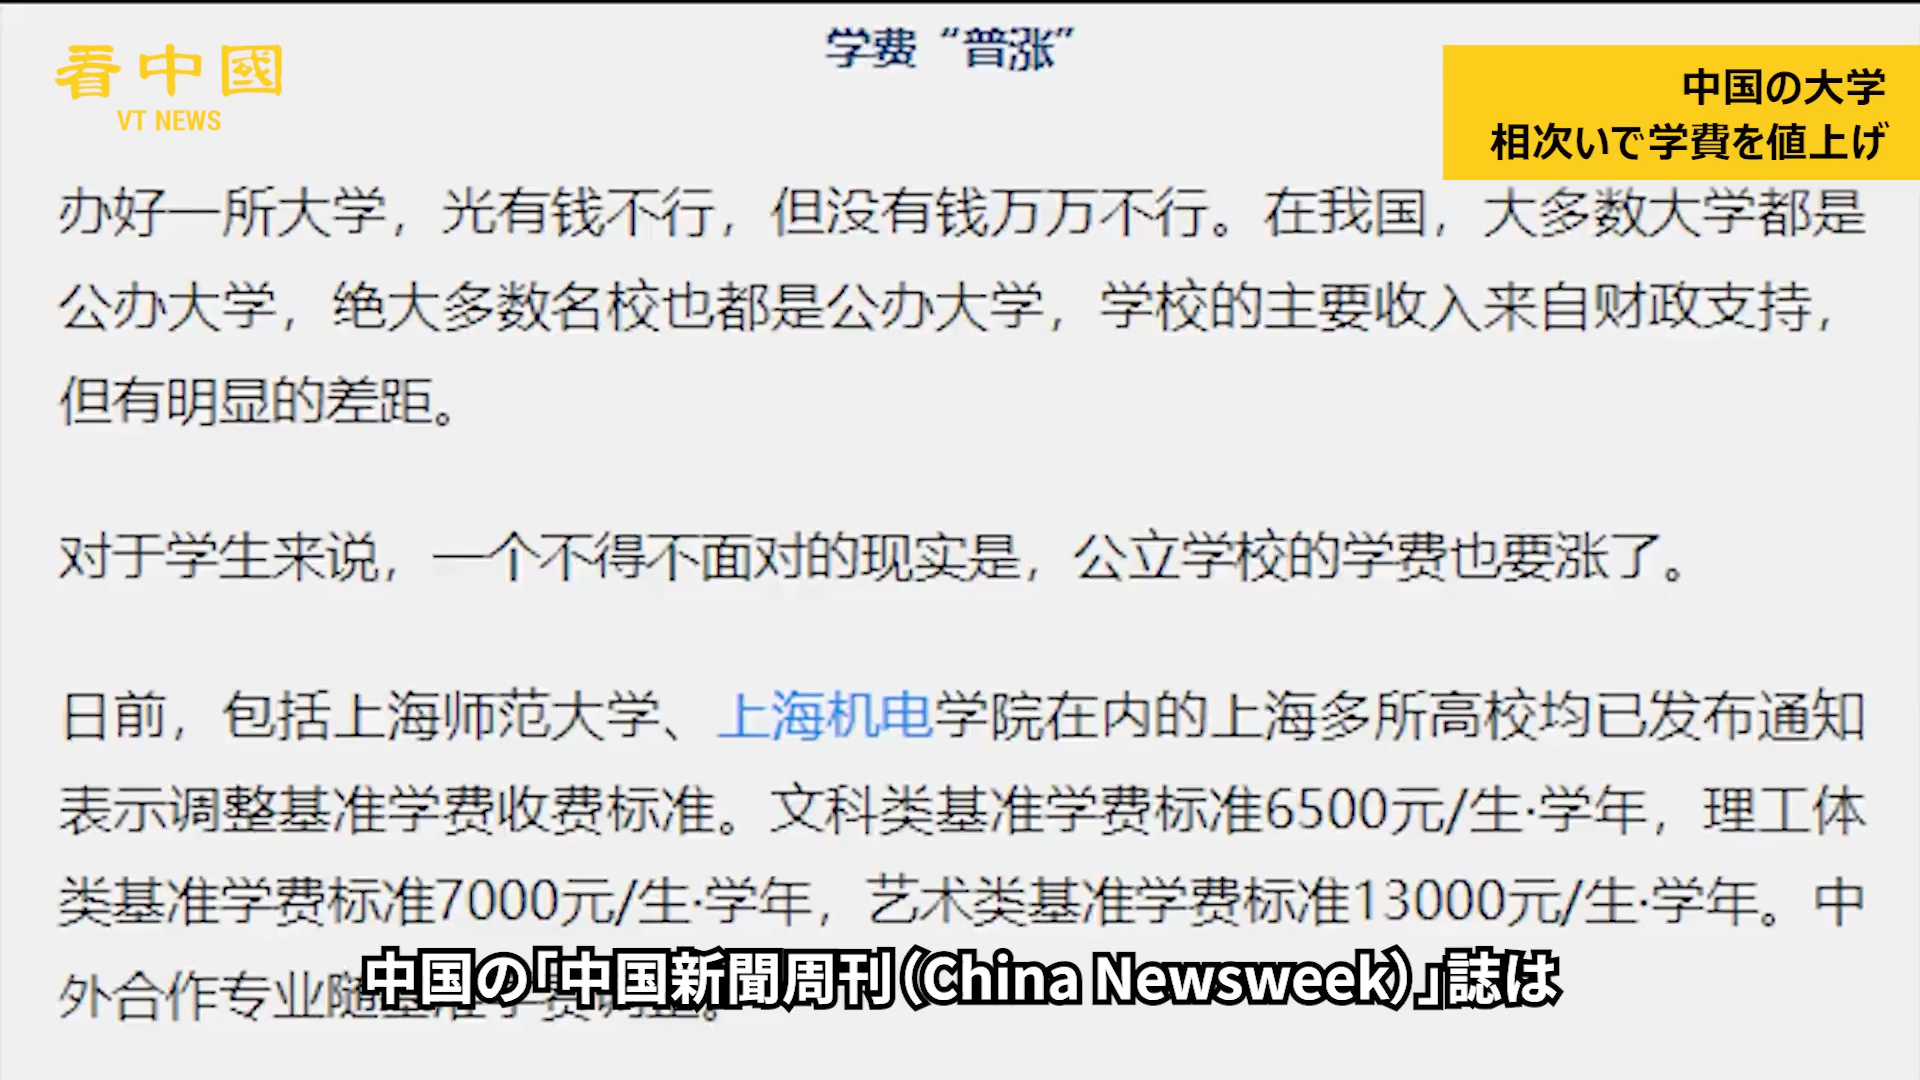 学费“普涨”
看中國
VT NEWS
中国の大学
相次いで学費を値上げ
办好一所大学，光有钱不行，但没有钱万万不行。在我国，大多数大学都是
公办大学，绝大多数名校也都是公办大学，学校的主要收入来自财政支持，
但有明显的差距。
对于学生来说，一个不得不面对的现实是，公立学校的学费也要涨了。
日前，包括上海师范大学、上海机电学院在内的上海多所高校均已发布通知
表示调整基准学费收费标准。文科类基准学费标准6500元/生·学年，理工体
类基准学费标准7000元/生·学年，艺术类基准学费标准13000元/生·学年。中
外合作专业随基准学费调整。
中国の「中国新聞周刊（China Newsweek）」誌は